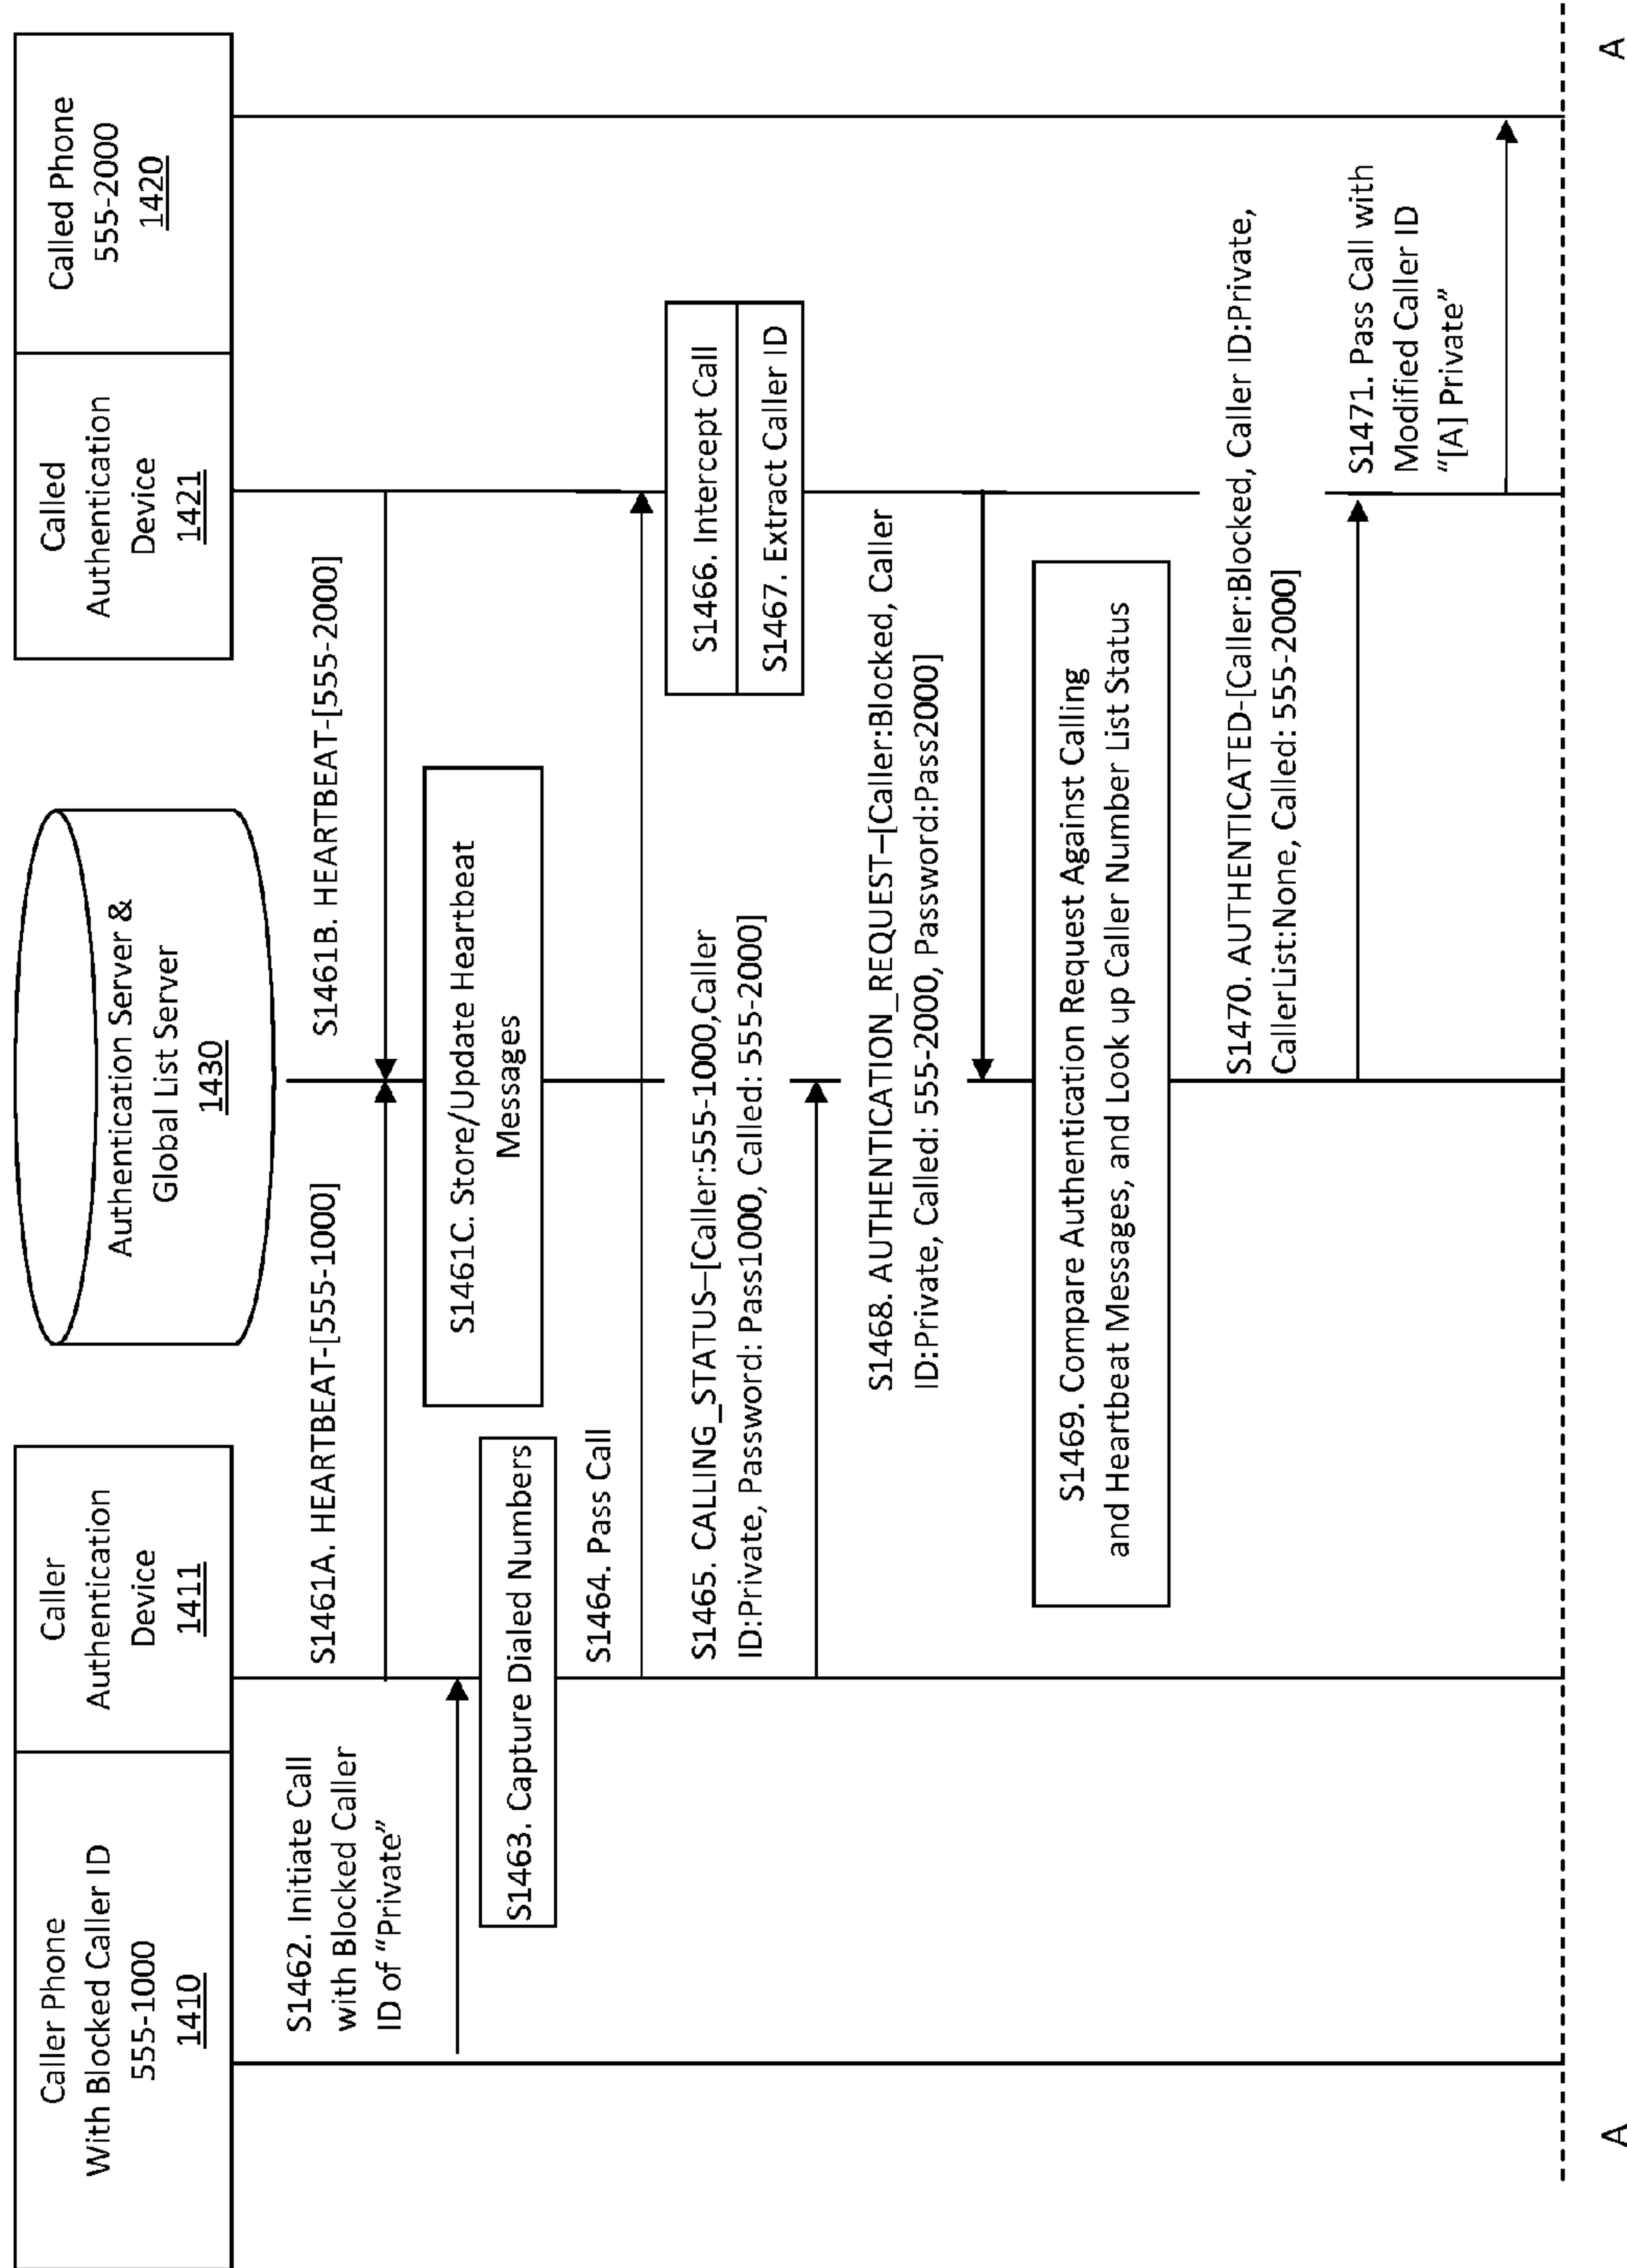 Caller Phone
With Blocked Caller ID
555-1000
1410
Caller
Authentication
Device
1411
Authentication Server &
Global List Server
1430
Called
Authentication
Device
1421
Called Phone
555-2000
1420
S1461A. HEARTBEAT-[555-1000]
S1461B. HEARTBEAT-[555-2000]
S1461C. Store/Update Heartbeat
Messages
S1462. Initiate Call
with Blocked Caller
ID of “Private”
S1463. Capture Dialed Numbers
S1464. Pass Call
S1465. CALLING_STATUS–[Caller:555-1000,Caller
ID:Private, Password: Pass1000, Called: 555-2000]
S1466. Intercept Call
S1467. Extract Caller ID
S1468. AUTHENTICATION_REQUEST–[Caller:Blocked, Caller
ID:Private, Called: 555-2000, Password:Pass2000]
S1469. Compare Authentication Request Against Calling
and Heartbeat Messages, and Look up Caller Number List Status
S1470. AUTHENTICATED-[Caller:Blocked, Caller ID:Private,
CallerList:None, Called: 555-2000]
S1471. Pass Call with
Modified Caller ID
“[A] Private”
A
A